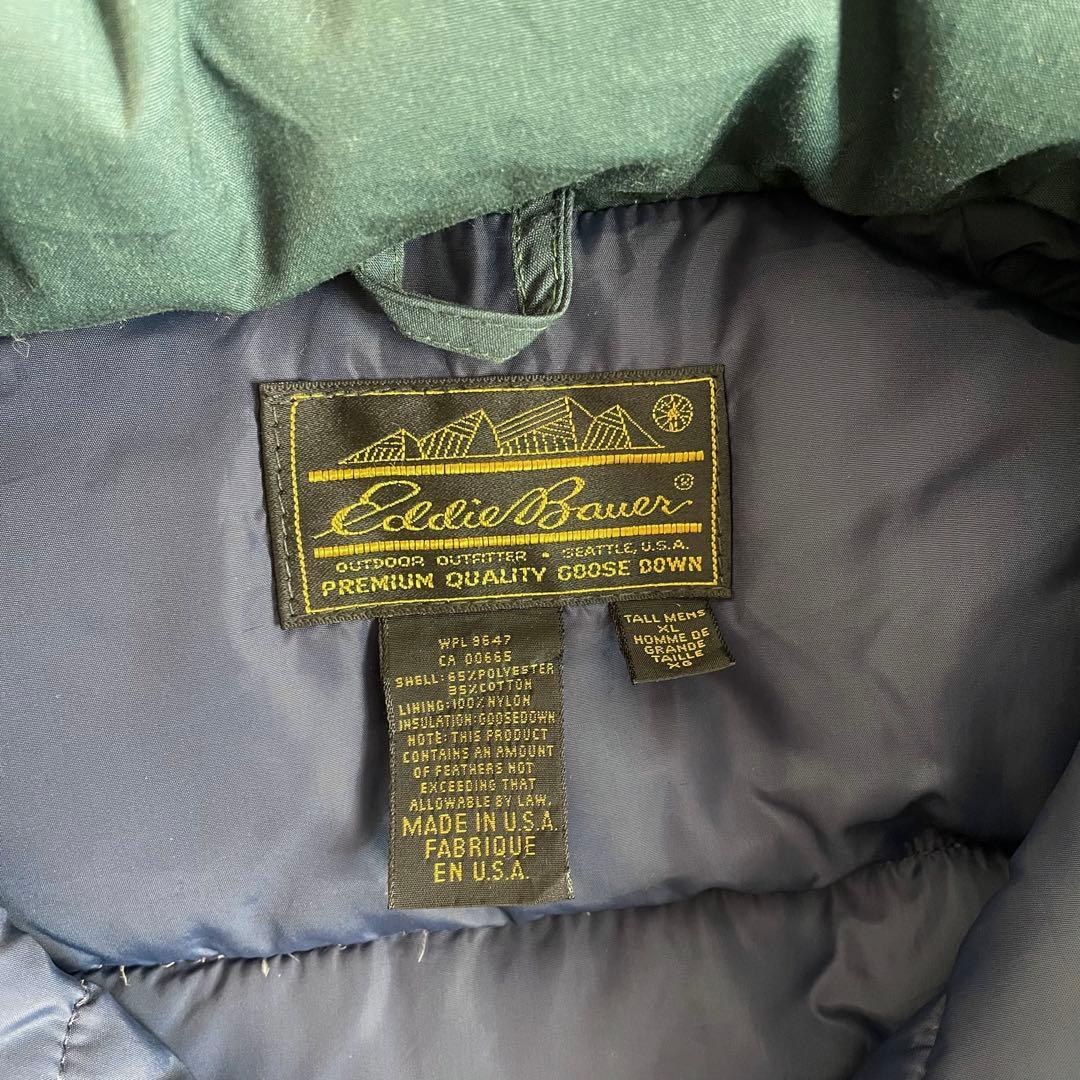 Eddie Bauer®
OUTDOOR OUTFITTER • SEATTLE, U.S.A.
PREMIUM QUALITY GOOSE DOWN
WPL 9647
CA 00665
SHELL: 65% POLYESTER
35% COTTON
LINING: 100% NYLON
INSULATION: GOOSEDOWN
NOTE: THIS PRODUCT
CONTAINS AN AMOUNT
OF FEATHERS NOT
EXCEEDING THAT
ALLOWABLE BY LAW.
MADE IN U.S.A.
FABRIQUE
EN U.S.A.
TALL MENS
XL
HOMME DE
GRANDE
TAILLE
XG